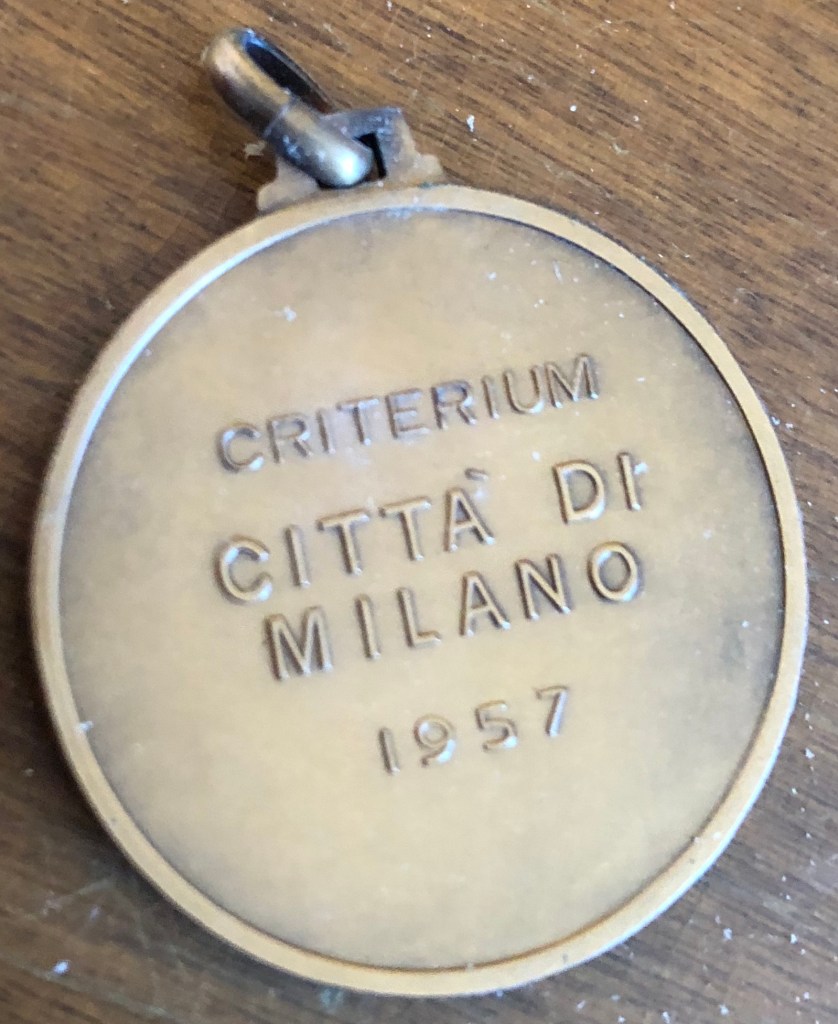 CRITERIUM
CITTÀ DI
MILANO
1957